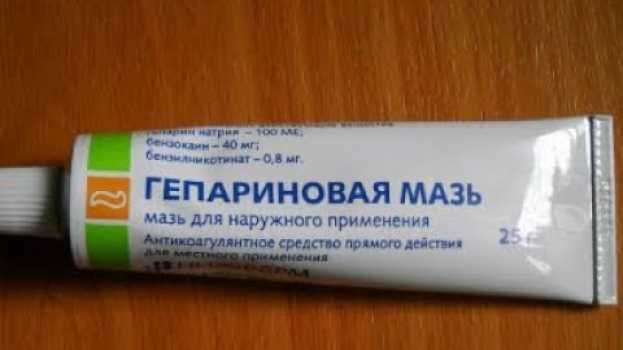 гепарин натрия – 100 МЕ;
бензокаин – 40 мг;
бензилникотинат – 0,8 мг.
ГЕПАРИНОВАЯ МАЗЬ
мазь для наружного применения
Антикоагулянтное средство прямого действия
для местного применения
25 г